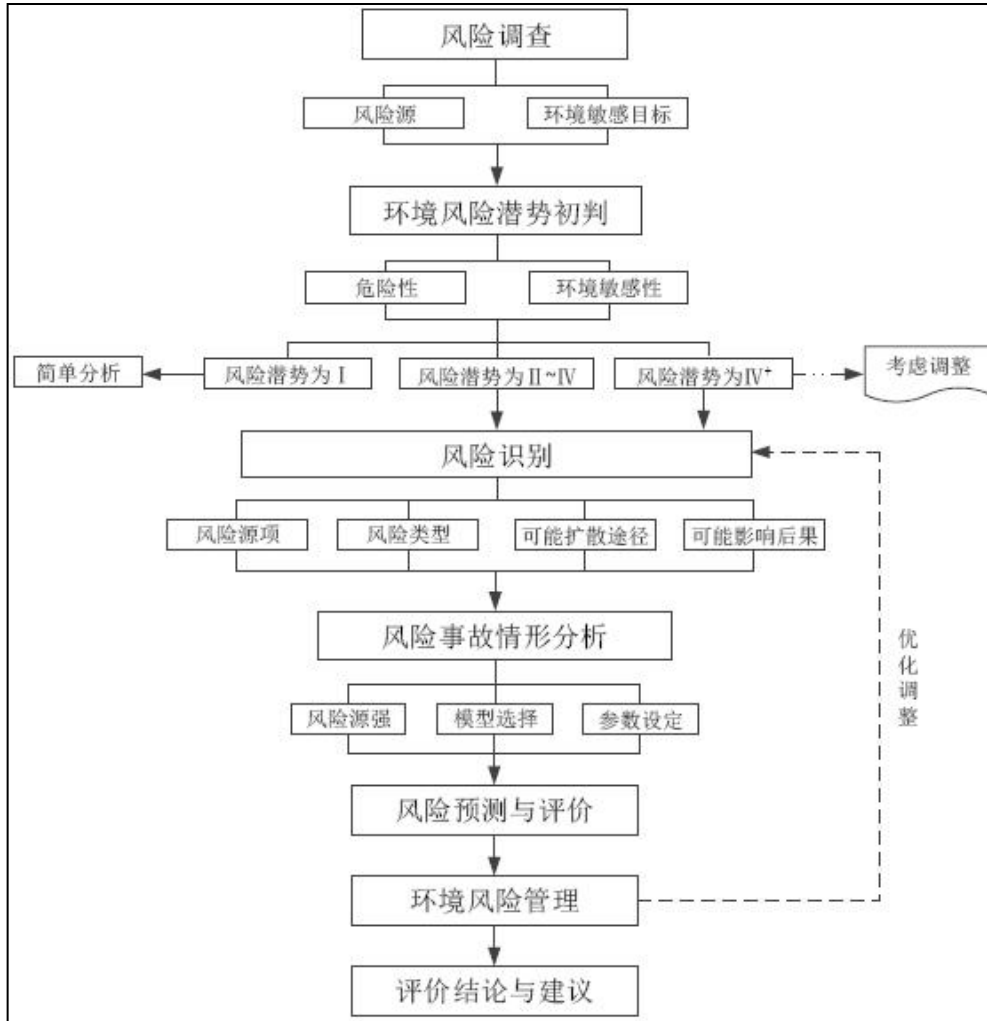 风险调查
风险源
环境敏感目标
环境风险潜势初判
危险性
环境敏感性
简单分析
风险潜势为Ⅰ
风险潜势为Ⅱ~Ⅳ
风险潜势为Ⅳ⁺
考虑调整
风险识别
风险源项
风险类型
可能扩散途径
可能影响后果
风险事故情形分析
优化调整
风险源强
模型选择
参数设定
风险预测与评价
环境风险管理
评价结论与建议